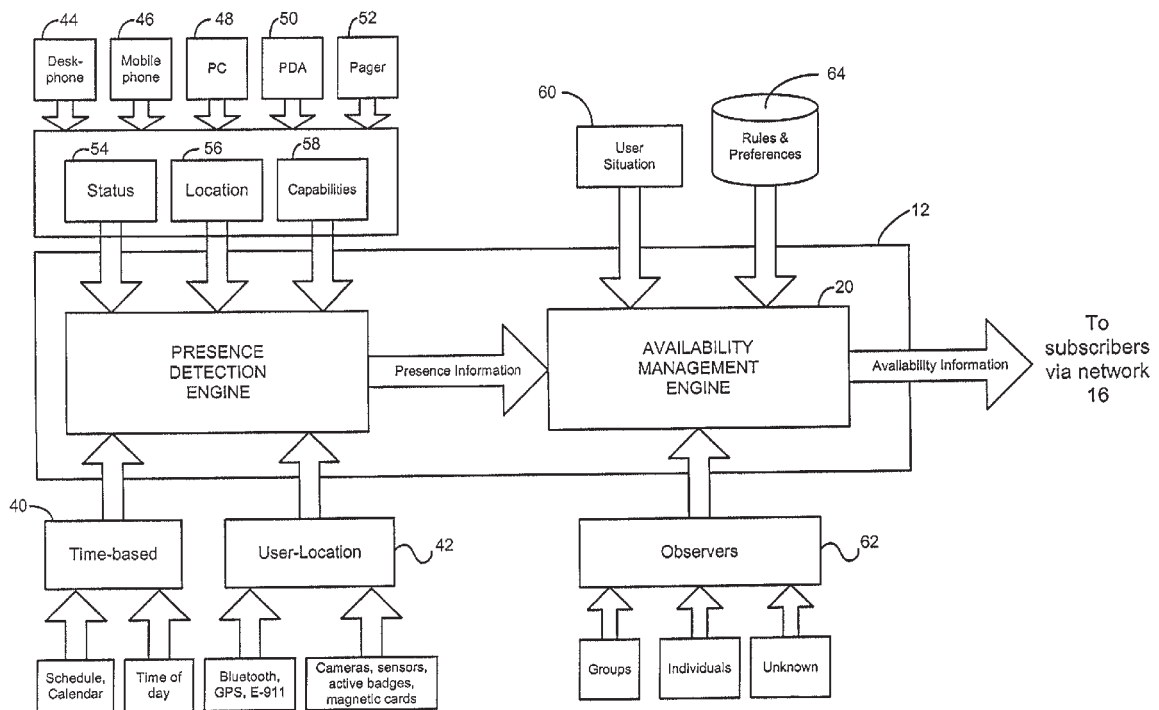 44
46
48
50
52
Desk-
phone
Mobile
phone
PC
PDA
Pager
54
56
58
Status
Location
Capabilities
60
User
Situation
64
Rules &
Preferences
12
20
PRESENCE
DETECTION
ENGINE
Presence Information
AVAILABILITY
MANAGEMENT
ENGINE
Availability Information
To
subscribers
via network
16
40
Time-based
User-Location
42
Observers
62
Schedule,
Calendar
Time of
day
Bluetooth,
GPS, E-911
Cameras, sensors,
active badges,
magnetic cards
Groups
Individuals
Unknown